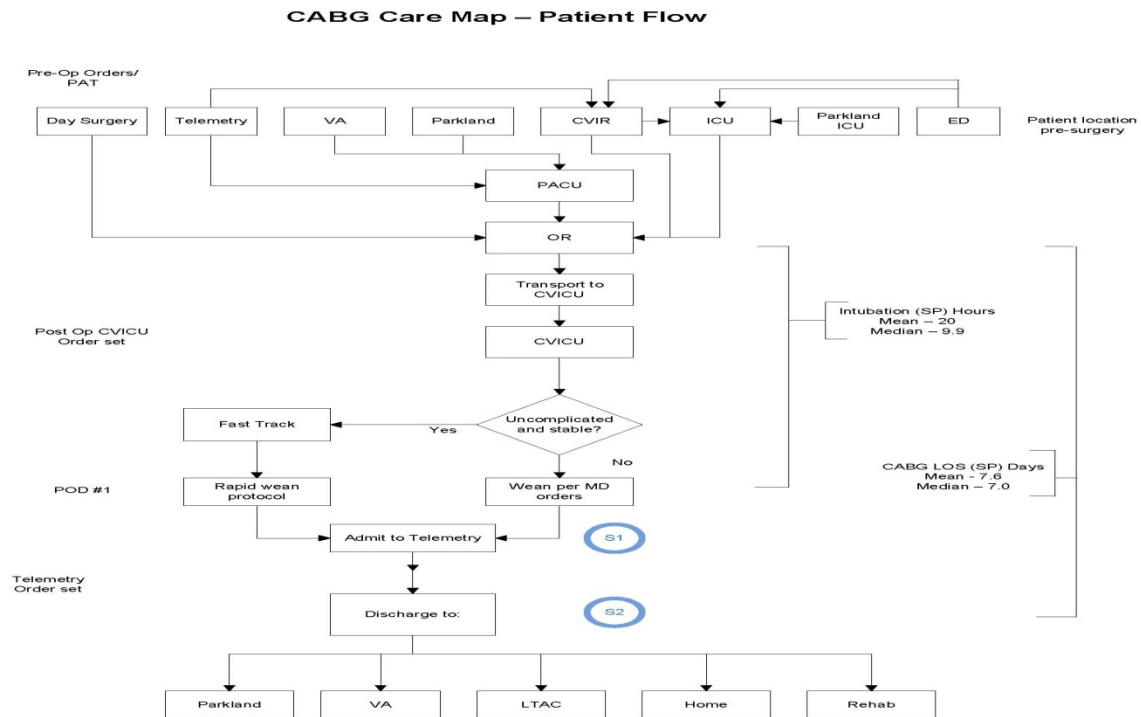 CABG Care Map – Patient Flow
Pre-Op Orders/
PAT
Day Surgery
Telemetry
VA
Parkland
CVIR
ICU
Parkland
ICU
ED
Patient location
pre-surgery
PACU
OR
Transport to
CVICU
Intubation (SP) Hours
Mean – 20
Median – 9.9
Post Op CVICU
Order set
CVICU
Fast Track
Yes
Uncomplicated
and stable?
No
CABG LOS (SP) Days
Mean - 7.6
Median – 7.0
POD #1
Rapid wean
protocol
Wean per MD
orders
Admit to Telemetry
S1
Telemetry
Order set
Discharge to:
S2
Parkland
VA
LTAC
Home
Rehab